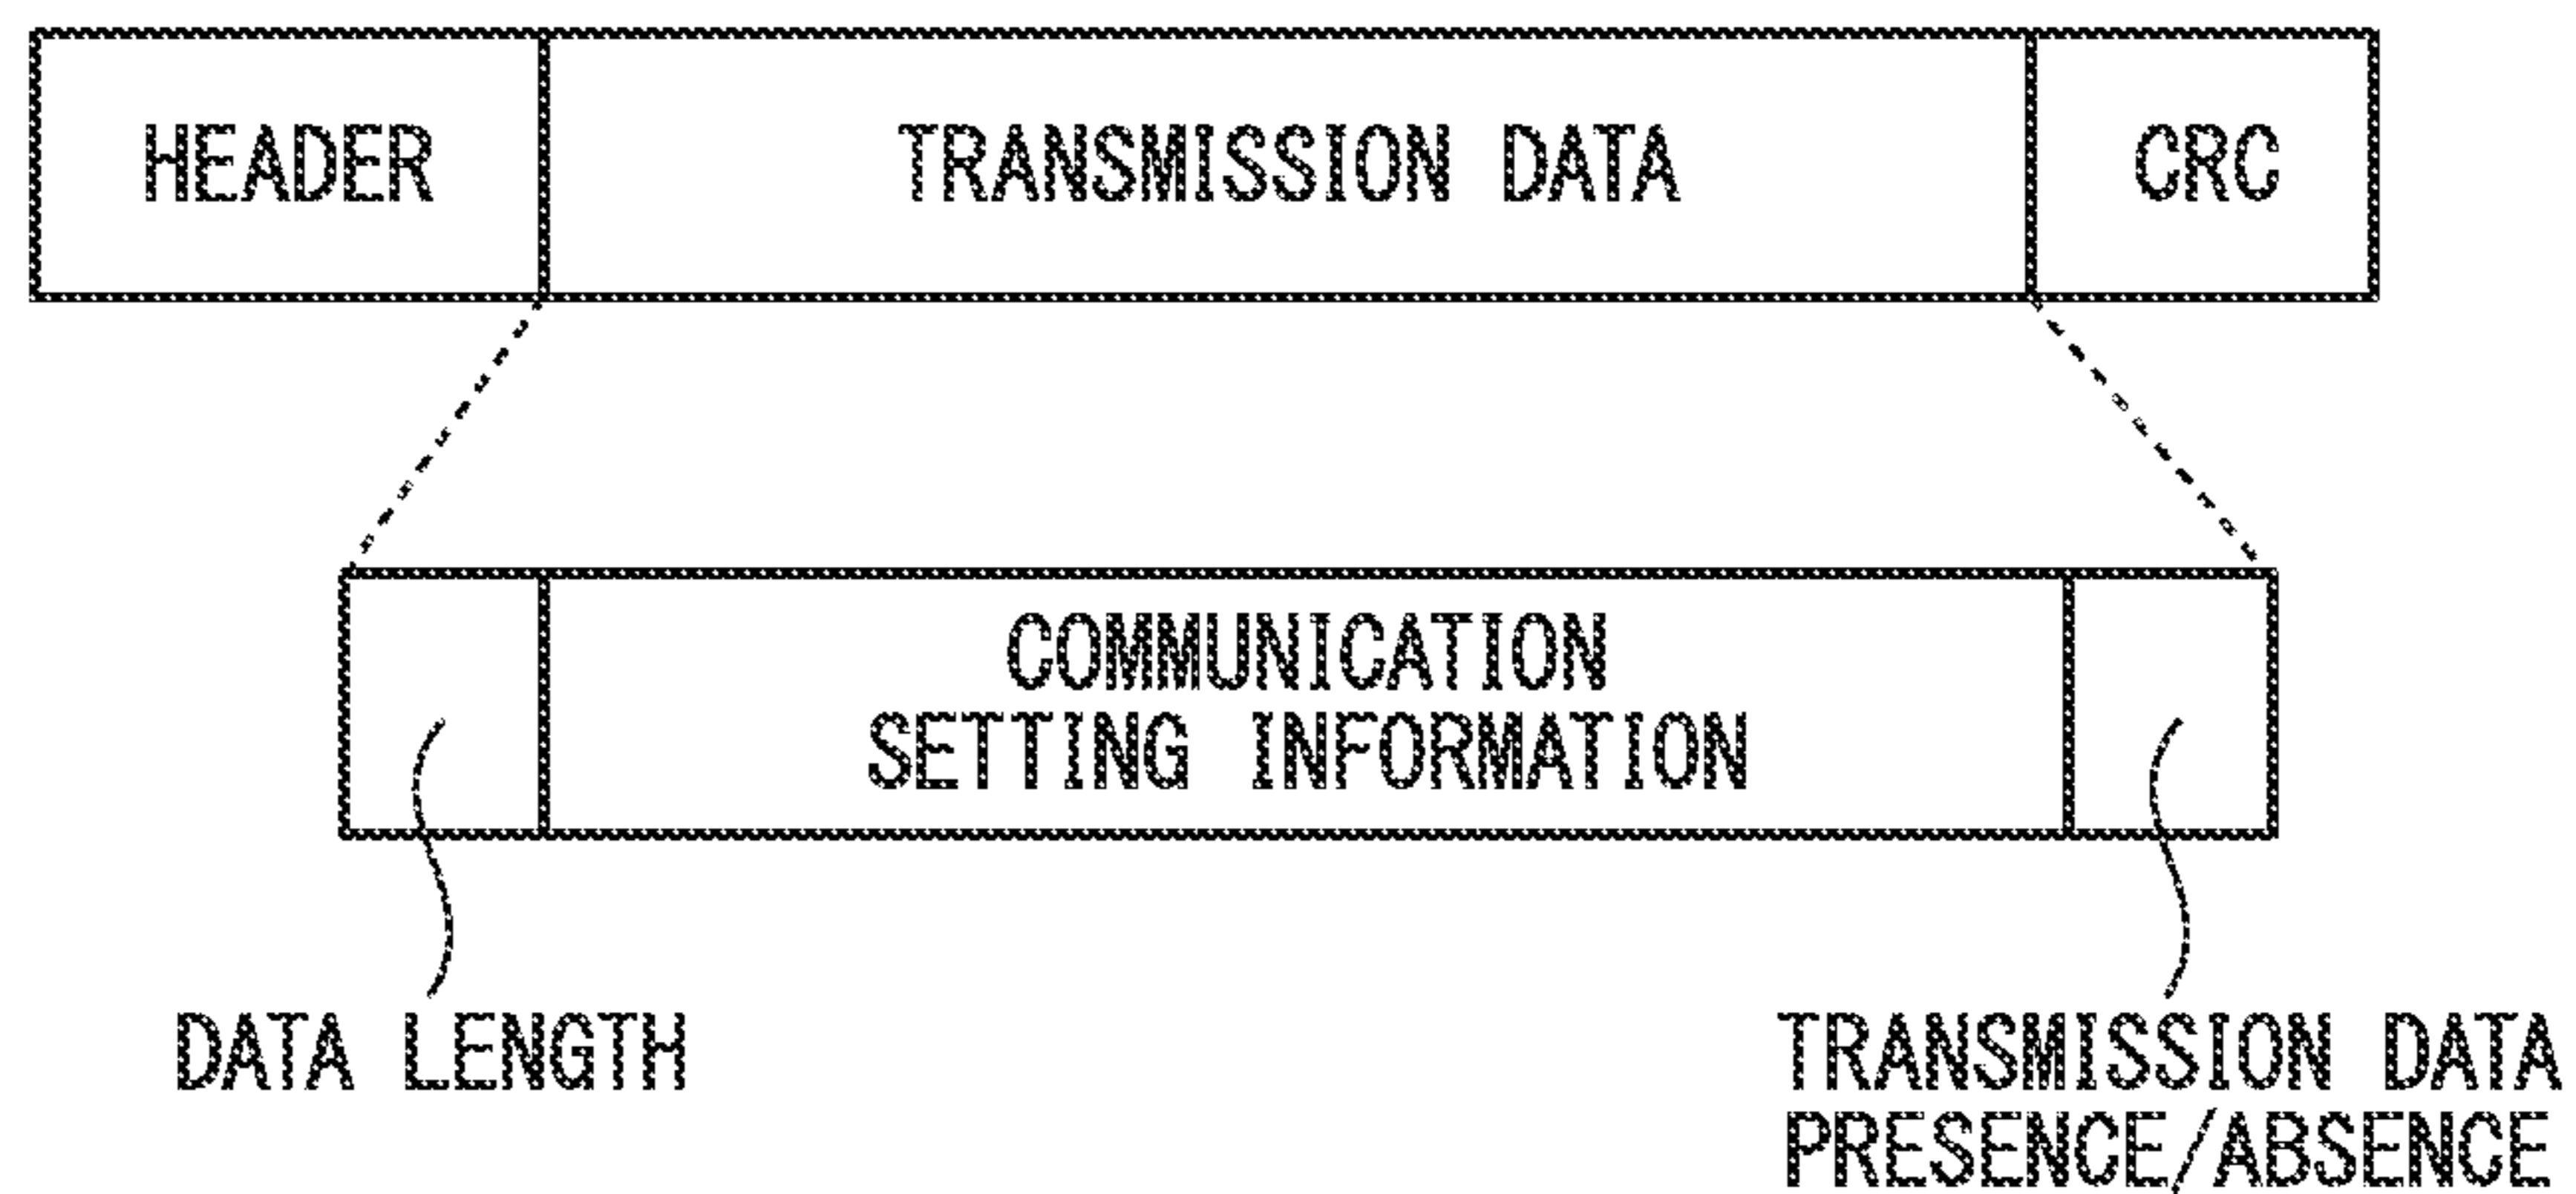 HEADER
TRANSMISSION DATA
CRC
COMMUNICATION
SETTING INFORMATION
DATA LENGTH
TRANSMISSION DATA
PRESENCE/ABSENCE